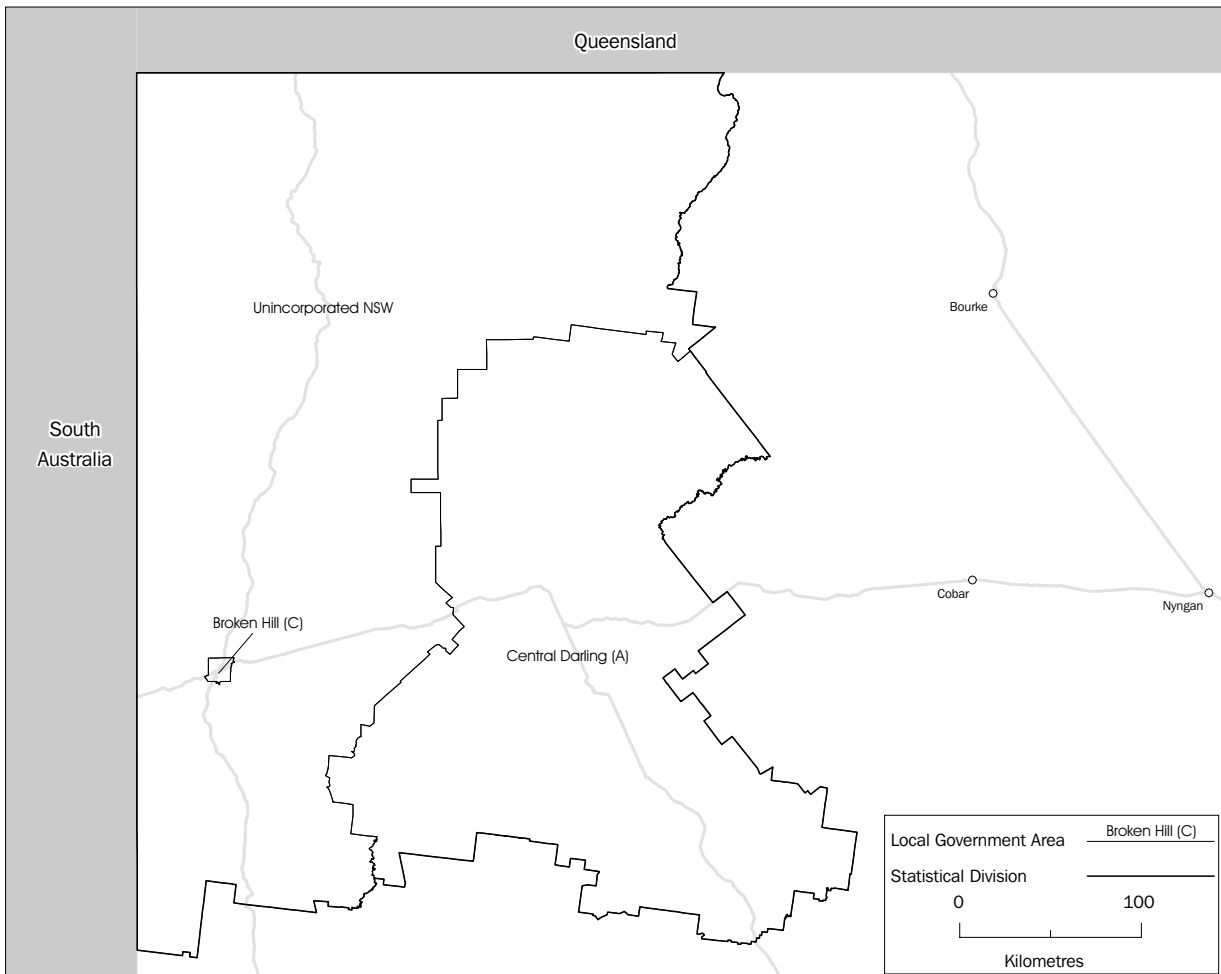 Queensland
Unincorporated NSW
Bourke
South
Australia
Cobar
Nyngan
Broken Hill (C)
Central Darling (A)
Local Government Area
Broken Hill (C)
Statistical Division
0 100
Kilometres